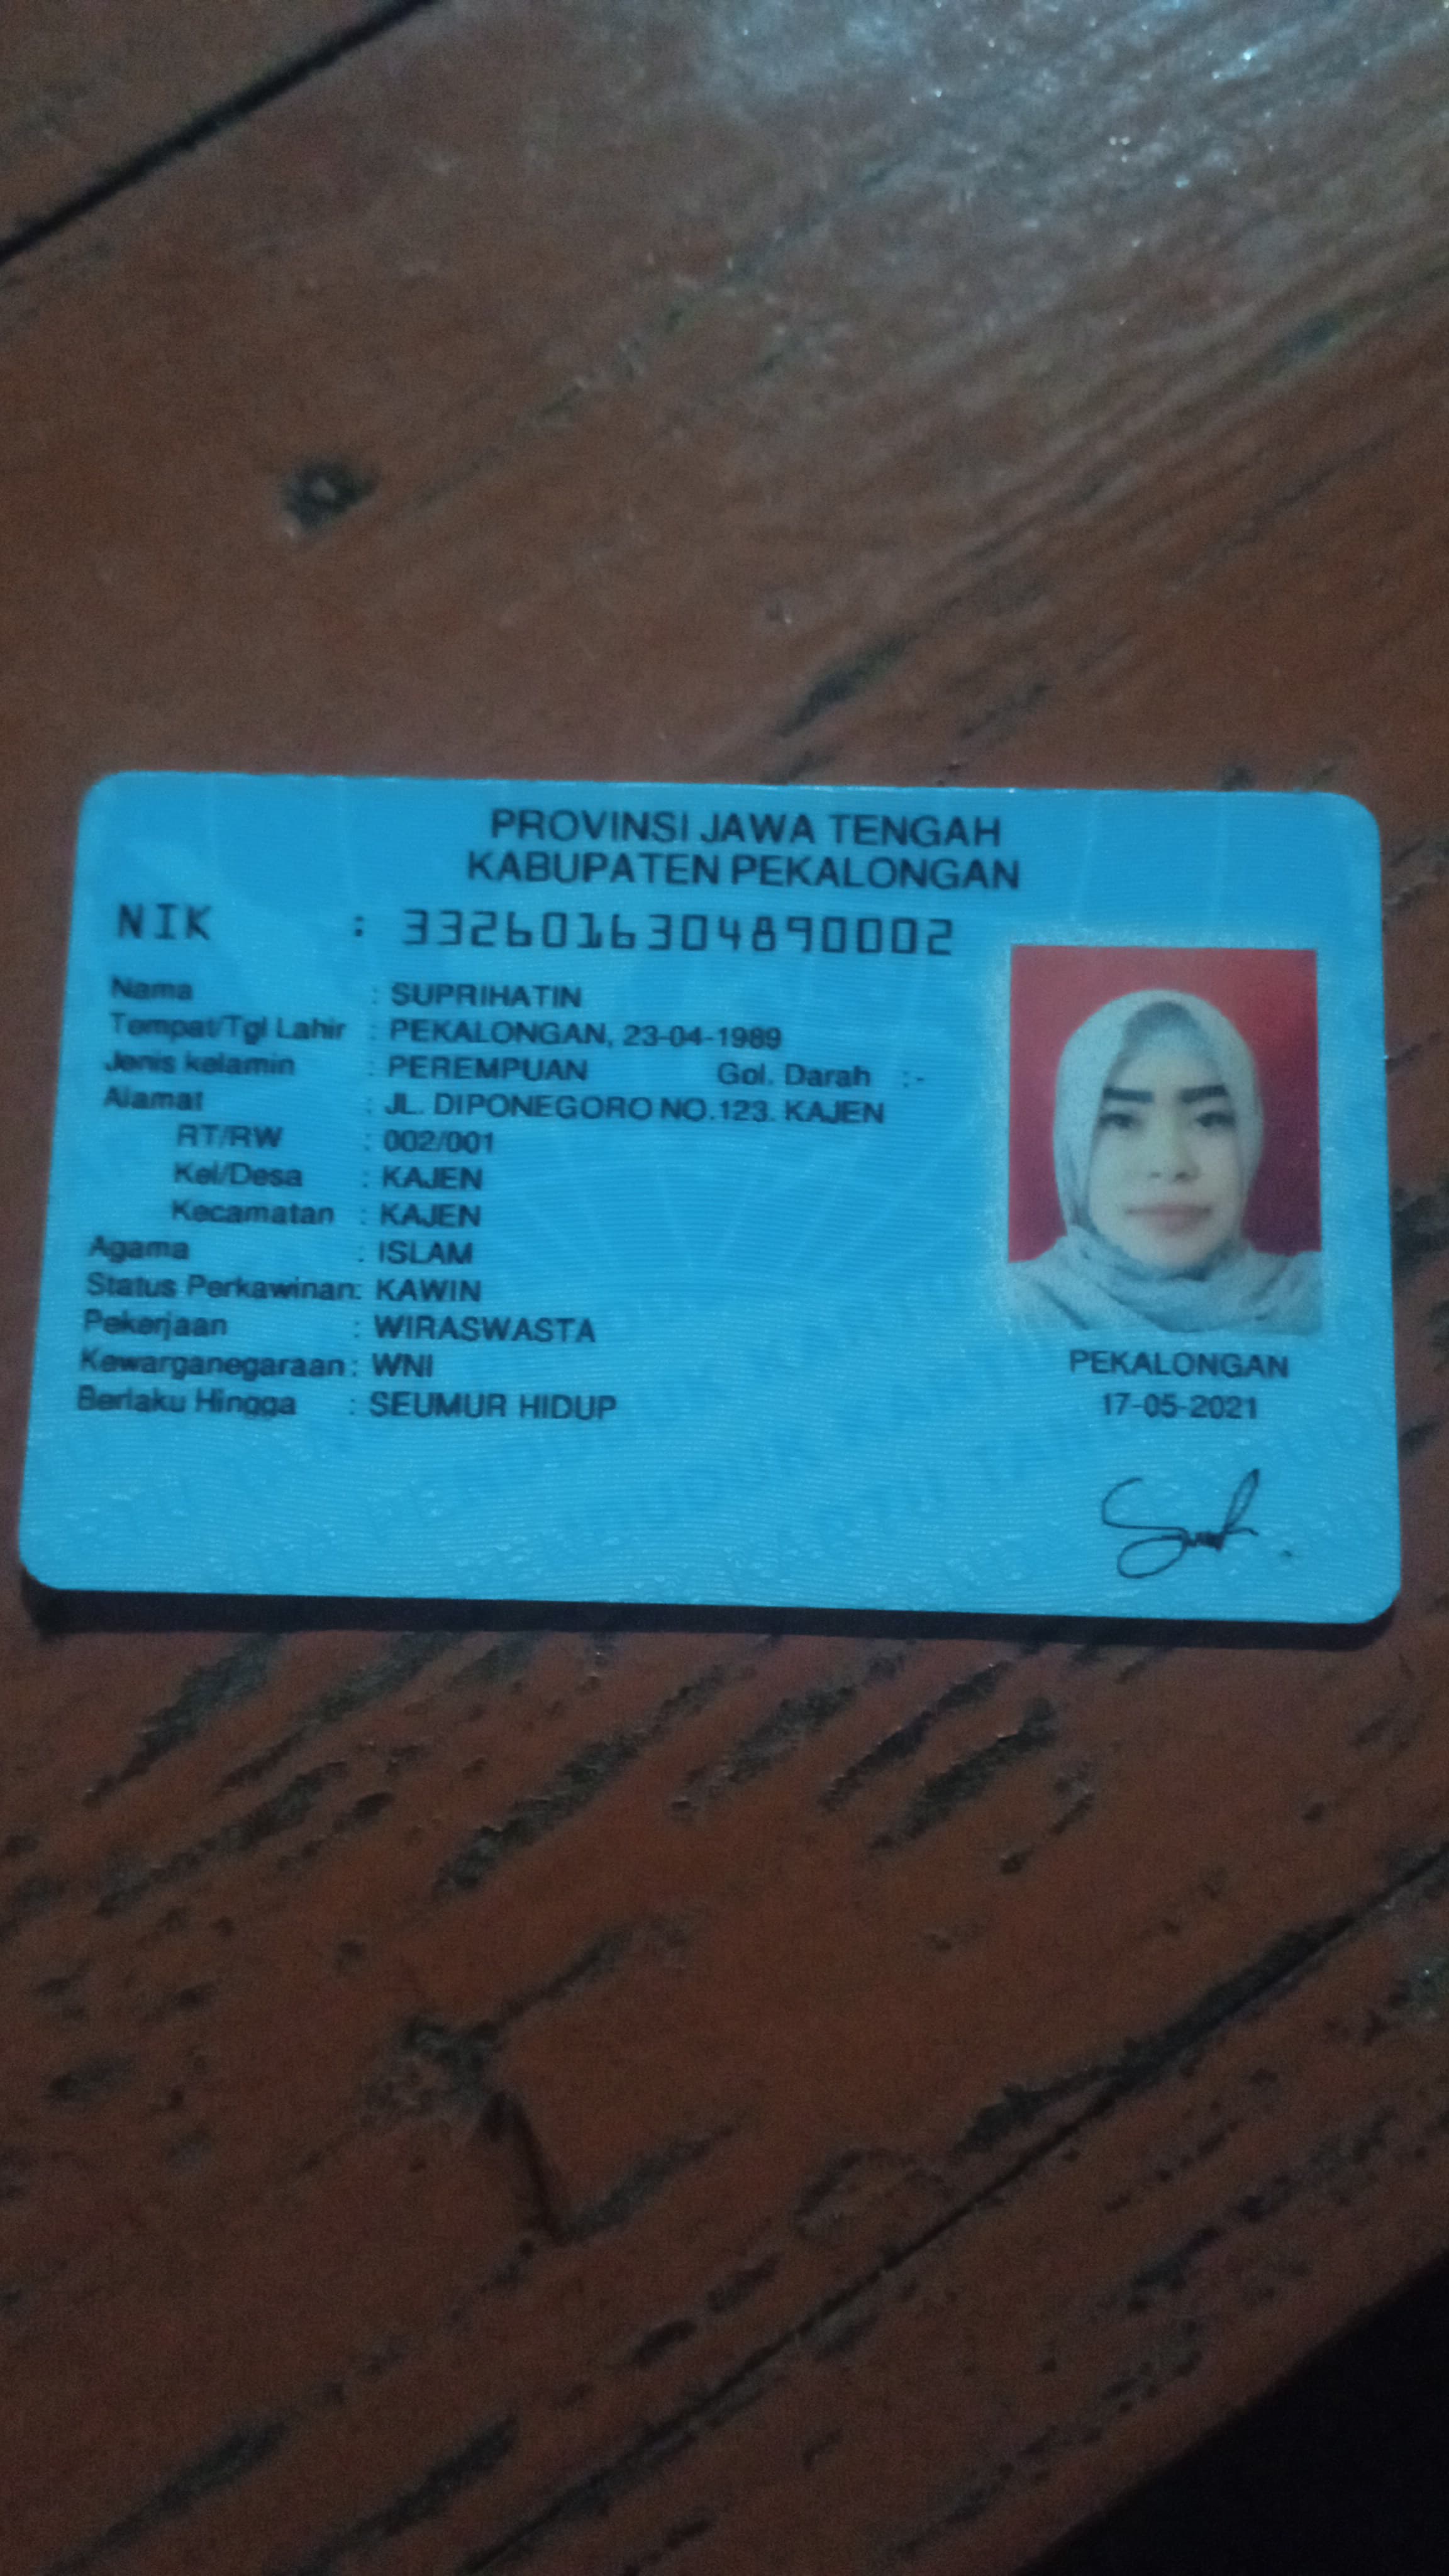 PROVINSI JAWA TENGAH
KABUPATEN PEKALONGAN
NIK : 3326016304890002
Nama : SUPRIHATIN
Tempat/Tgl Lahir : PEKALONGAN, 23-04-1989
Jenis kelamin : PEREMPUAN Gol. Darah : -
Alamat : JL. DIPONEGORO NO.123. KAJEN
RT/RW : 002/001
Kel/Desa : KAJEN
Kecamatan : KAJEN
Agama : ISLAM
Status Perkawinan: KAWIN
Pekerjaan : WIRASWASTA
Kewarganegaraan : WNI
Berlaku Hingga : SEUMUR HIDUP
PEKALONGAN
17-05-2021